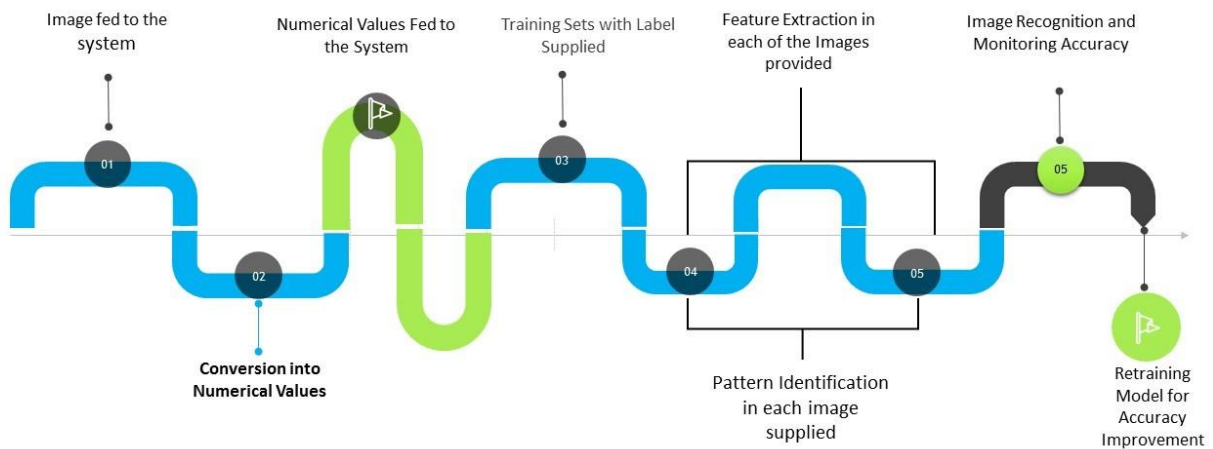 Image fed to the
system
Numerical Values Fed to
the System
Training Sets with Label
Supplied
Feature Extraction in
each of the Images
provided
Image Recognition and
Monitoring Accuracy
01
02
03
04
05
05
Conversion into
Numerical Values
Pattern Identification
in each image
supplied
Retraining
Model for
Accuracy
Improvement